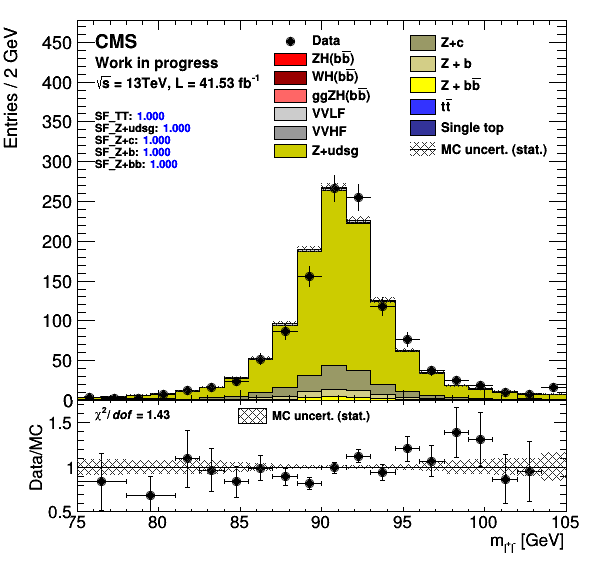 Entries / 2 GeV
450
400
350
300
250
200
150
100
50
0
CMS
Work in progress
√s = 13TeV, L = 41.53 fb⁻¹
SF_TT: 1.000
SF_Z+udsg: 1.000
SF_Z+c: 1.000
SF_Z+b: 1.000
SF_Z+bb: 1.000
Data
ZH(bb̅)
WH(bb̅)
ggZH(bb̅)
VVLF
VVHF
Z+udsg
Z+c
Z + b
Z + bb̅
tt̅
Single top
MC uncert. (stat.)
χ²/ dof = 1.43
MC uncert. (stat.)
Data/MC
1.5
1
0.5
75 80 85 90 95 100 105
m_l⁺l⁻ [GeV]